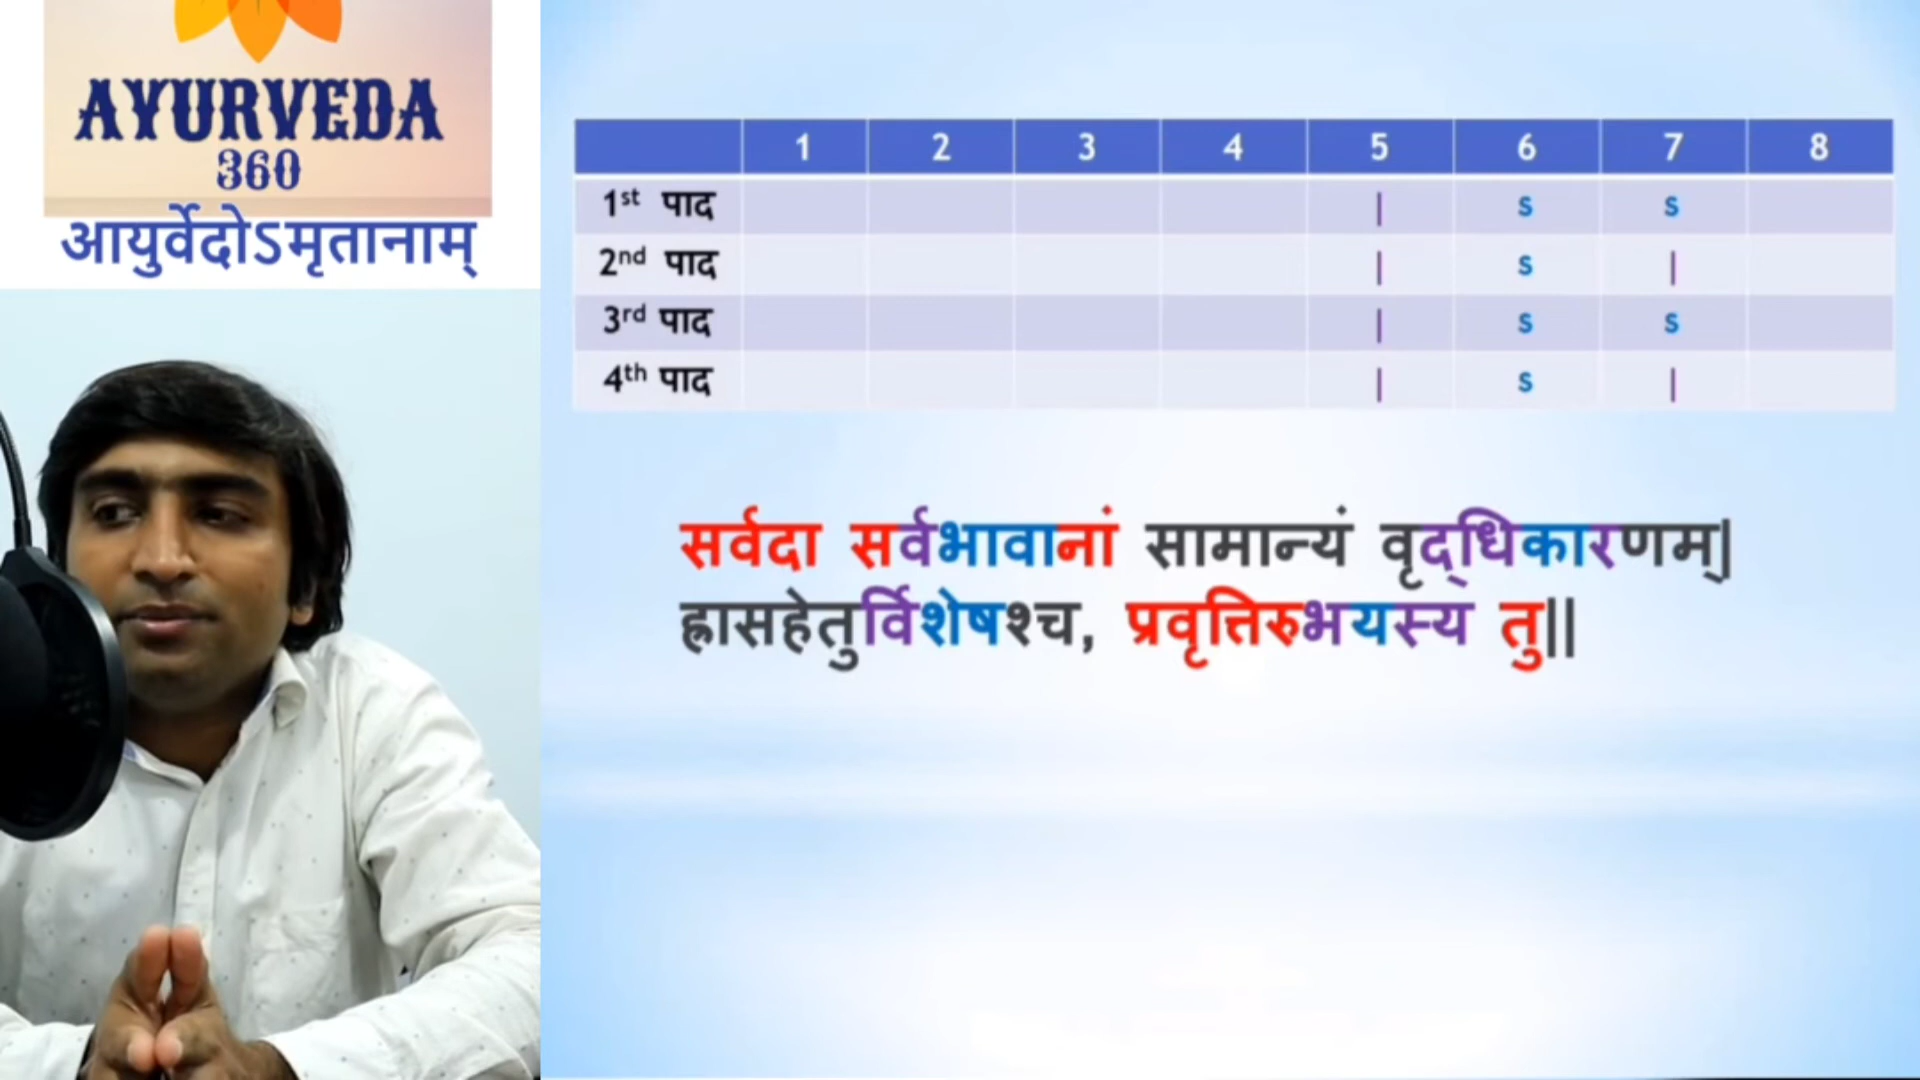 AYURVEDA
360
आयुर्वेदोऽमृतानाम्
1 2 3 4 5 6 7 8
1st पाद | s s
2nd पाद | s |
3rd पाद | s s
4th पाद | s |
सर्वदा सर्वभावानां सामान्यं वृद्धिकारणम्|
ह्रासहेतुर्विशेषश्च, प्रवृत्तिरुभयस्य तु||